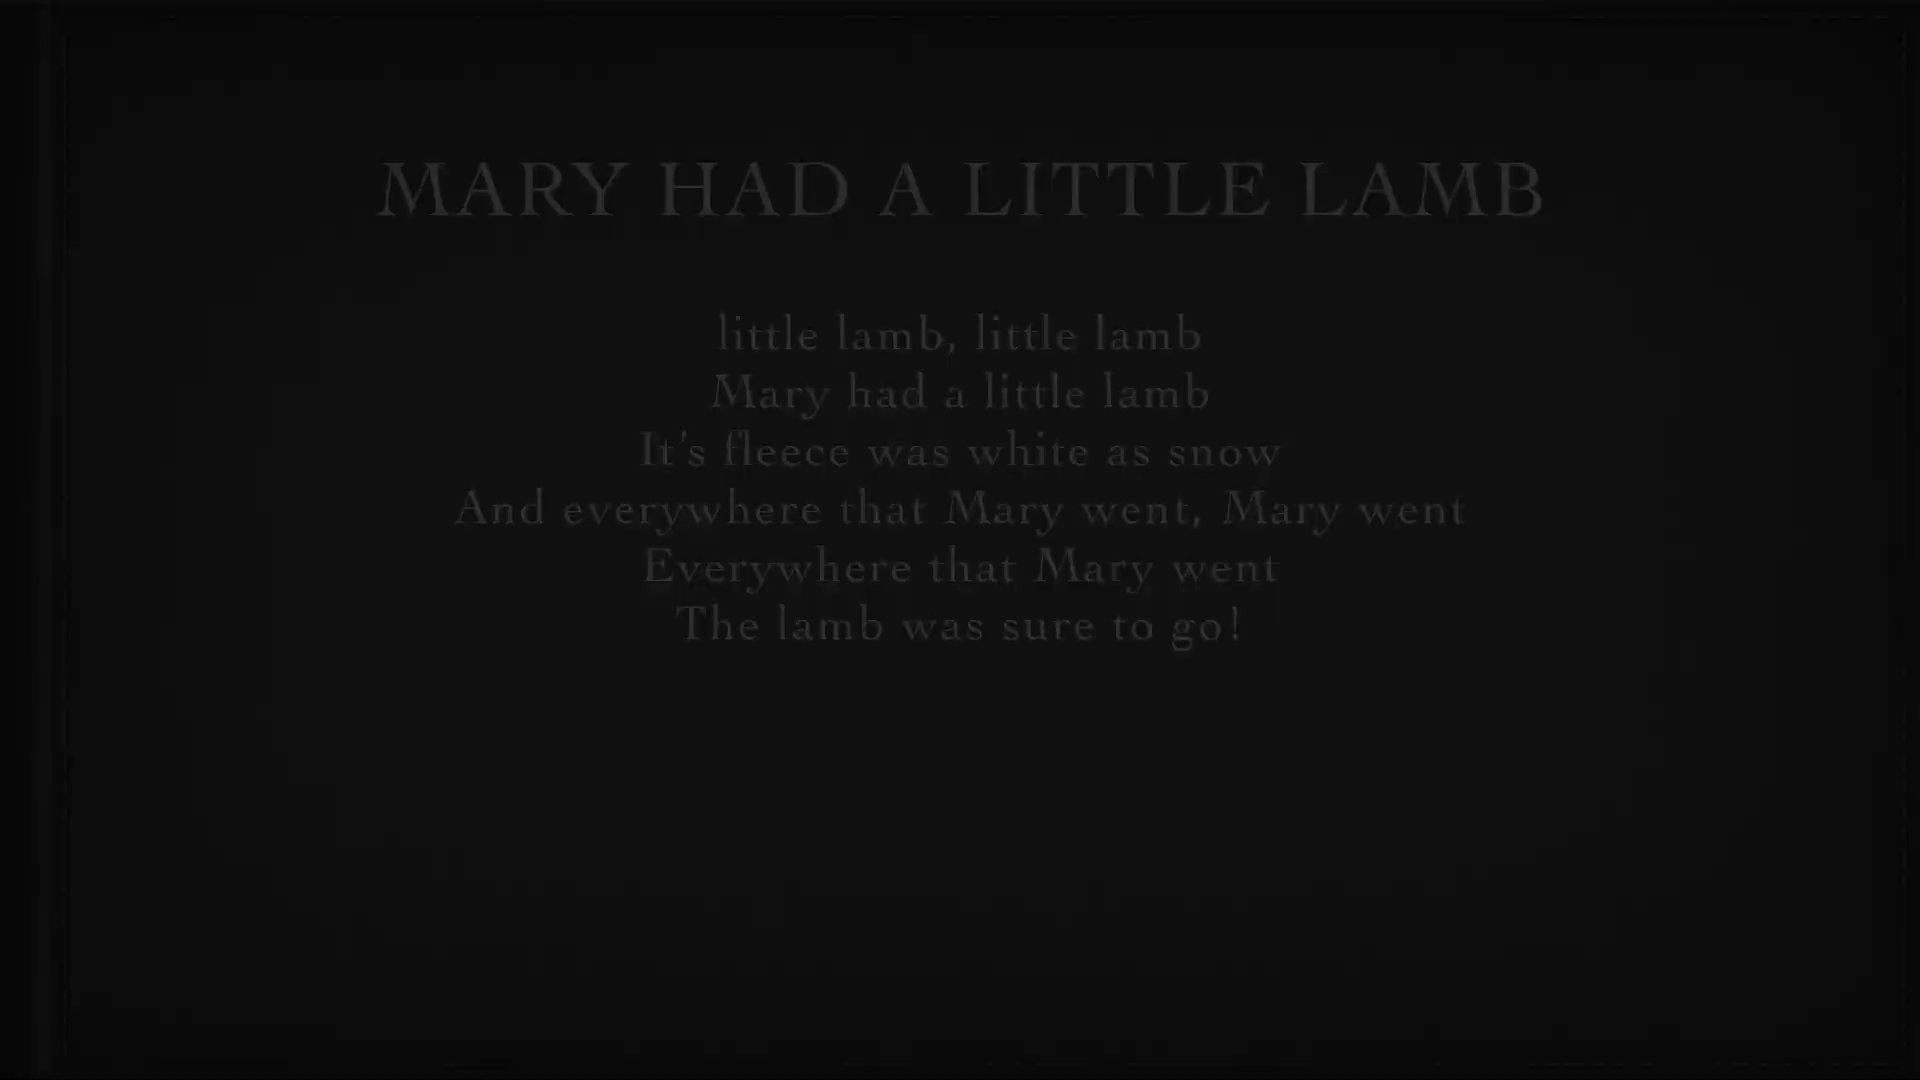 MARY HAD A LITTLE LAMB
little lamb, little lamb
Mary had a little lamb
It's fleece was white as snow
And everywhere that Mary went, Mary went
Everywhere that Mary went
The lamb was sure to go!